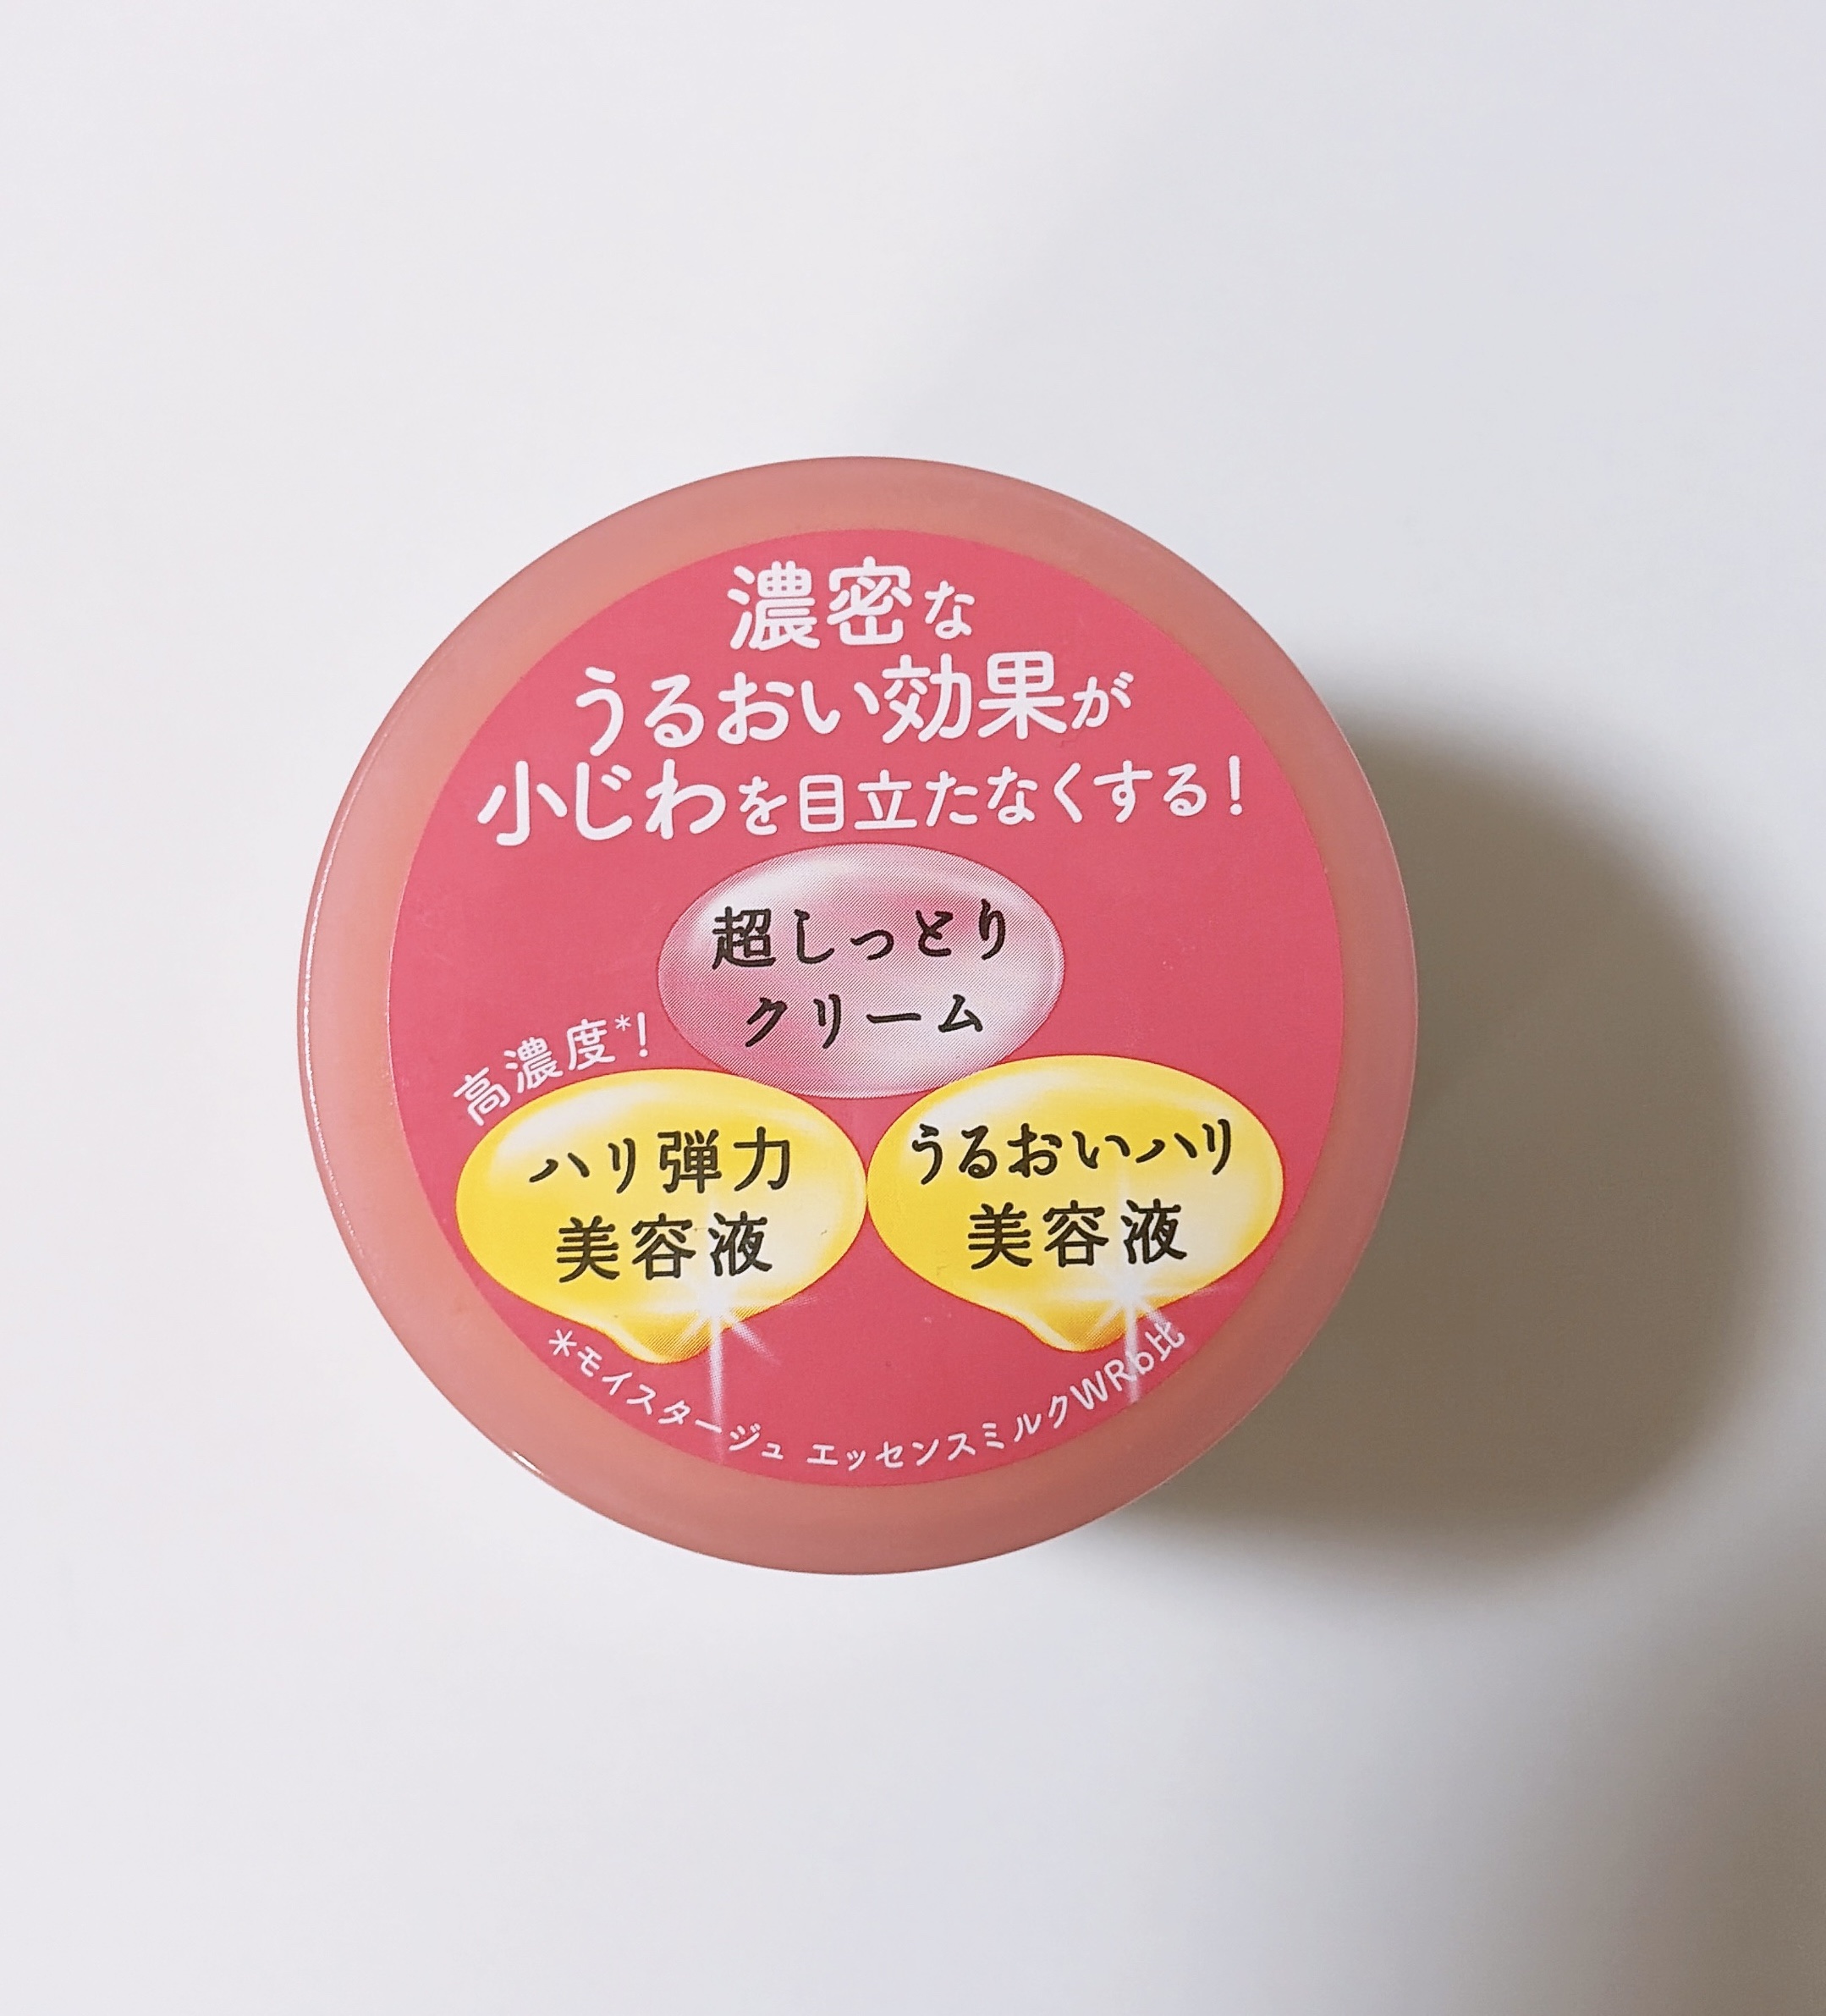 濃密な
うるおい効果が
小じわを目立たなくする!
超しっとり
クリーム
高濃度*!
ハリ弾力
美容液
うるおいハリ
美容液
*モイスタージュ エッセンスミルクWRb比